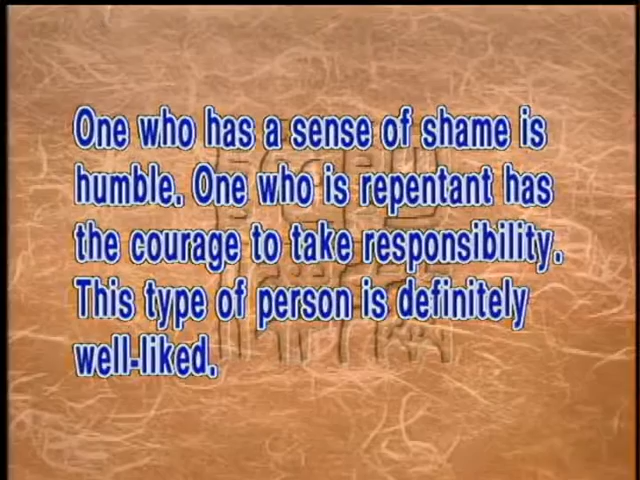 One who has a sense of shame is
humble. One who is repentant has
the courage to take responsibility.
This type of person is definitely
well-liked.